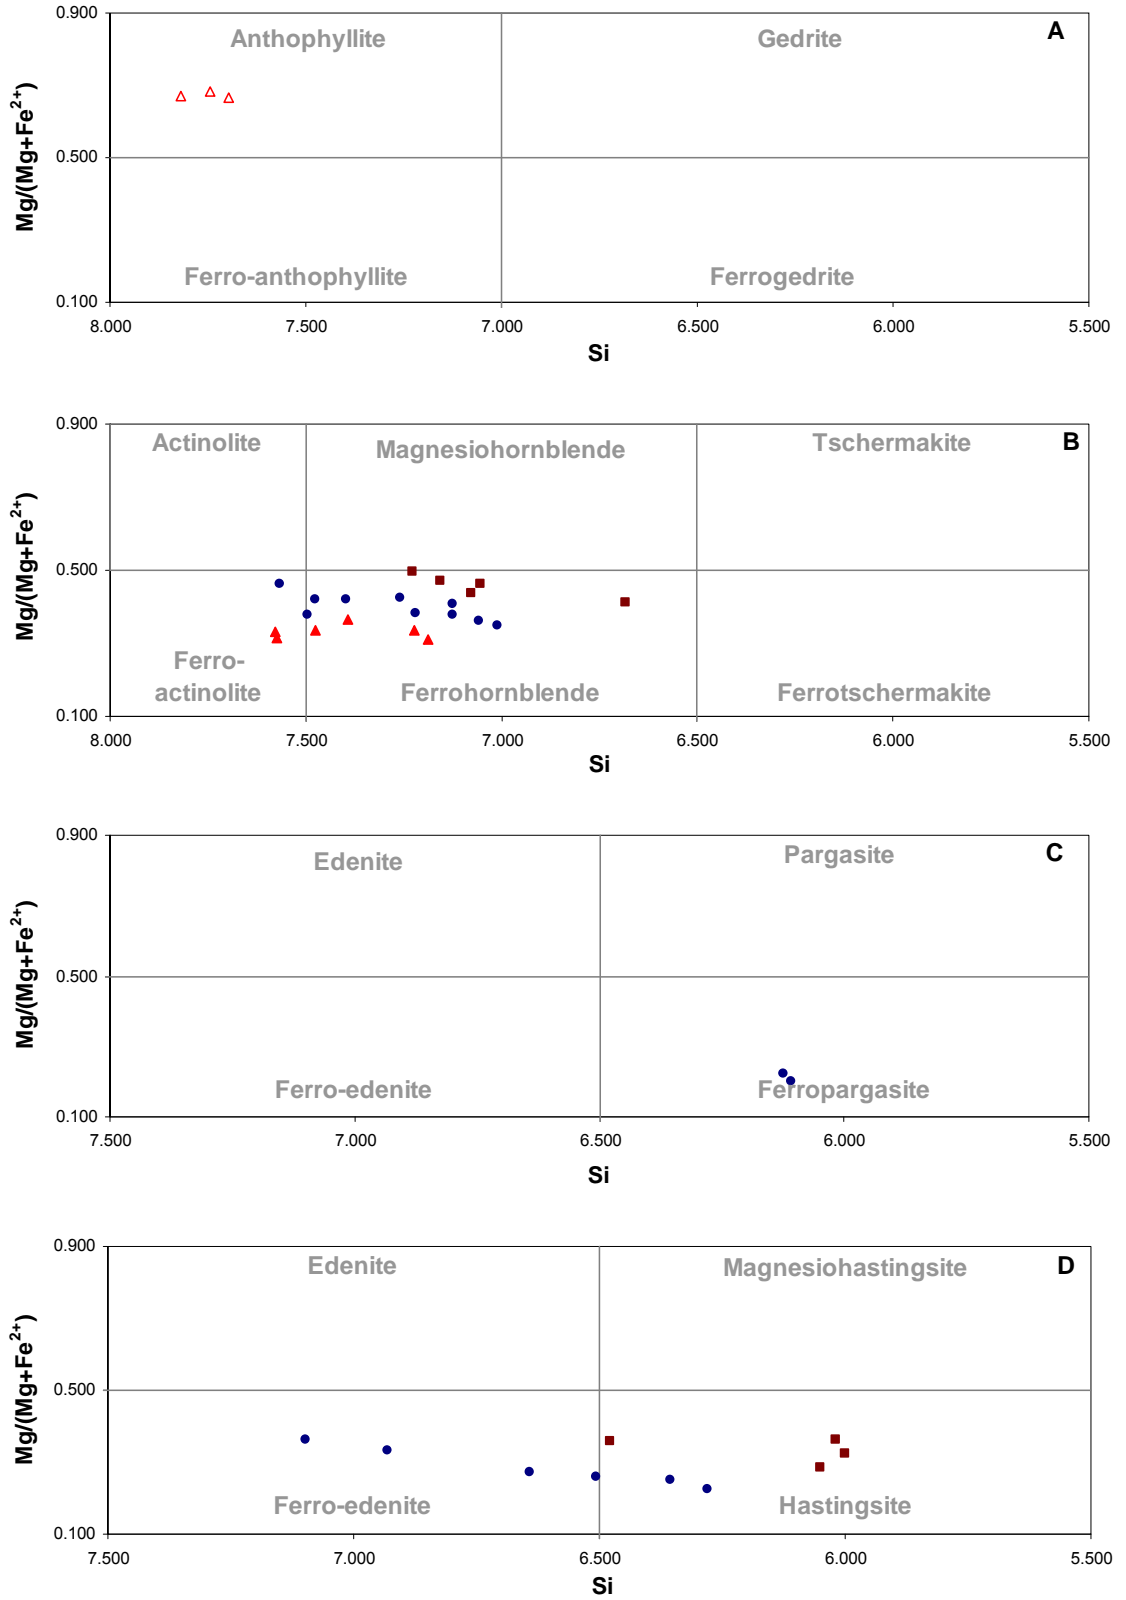 0.900
Anthophyllite Gedrite A
Mg/(Mg+Fe2+)
0.500
Ferro-anthophyllite Ferrogedrite
0.100
8.000 7.500 7.000 6.500 6.000 5.500
Si
0.900
Actinolite Magnesiohornblende Tschermakite B
Mg/(Mg+Fe2+)
0.500
Ferro-
actinolite Ferrohornblende Ferrotschermakite
0.100
8.000 7.500 7.000 6.500 6.000 5.500
Si
0.900
Edenite Pargasite C
Mg/(Mg+Fe2+)
0.500
Ferro-edenite Ferropargasite
0.100
7.500 7.000 6.500 6.000 5.500
Si
0.900
Edenite Magnesiohastingsite D
Mg/(Mg+Fe2+)
0.500
Ferro-edenite Hastingsite
0.100
7.500 7.000 6.500 6.000 5.500
Si